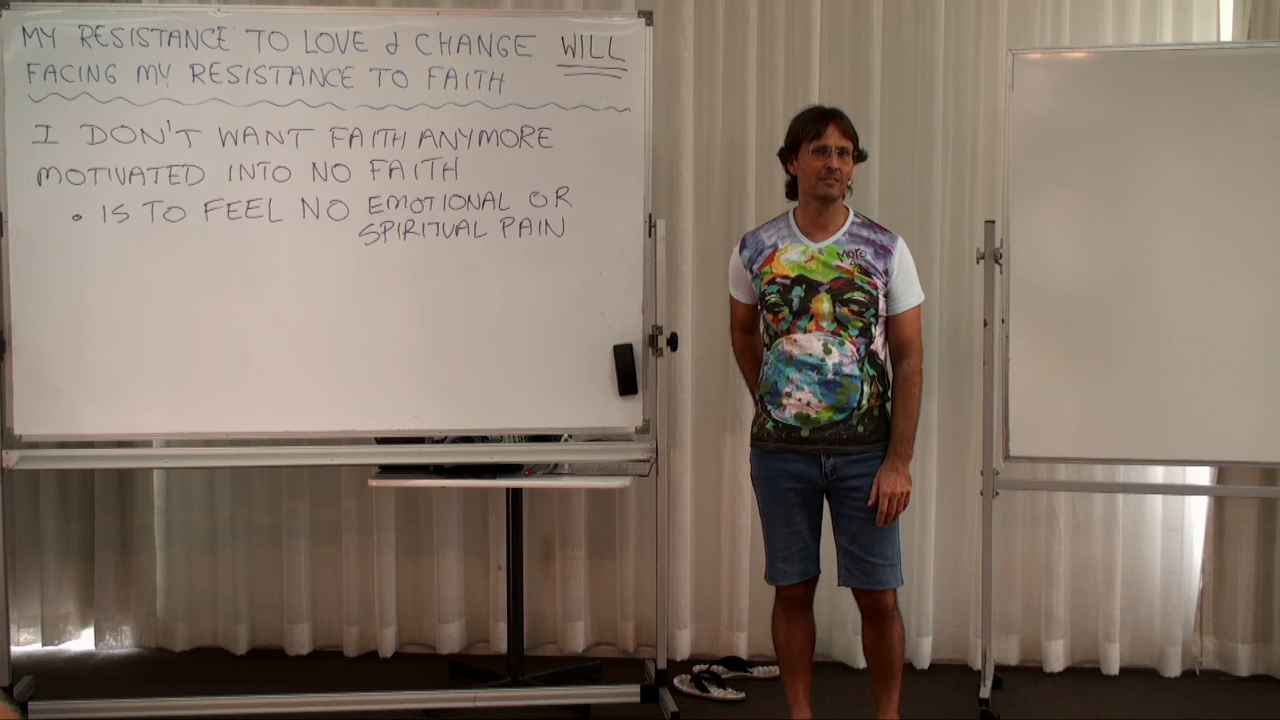 MY RESISTANCE TO LOVE & CHANGE WILL
FACING MY RESISTANCE TO FAITH
I DON'T WANT FAITH ANYMORE
MOTIVATED INTO NO FAITH
• IS TO FEEL NO EMOTIONAL OR
SPIRITUAL PAIN